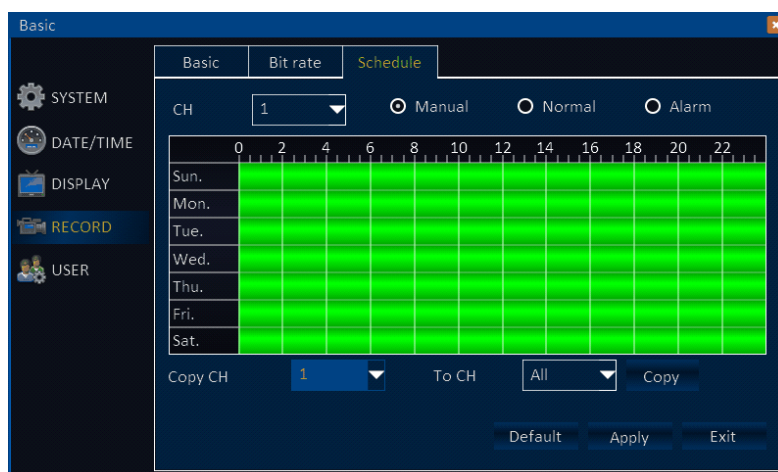 Basic
Basic Bit rate Schedule
SYSTEM
CH 1 Manual Normal Alarm
DATE/TIME
0 2 4 6 8 10 12 14 16 18 20 22
Sun.
DISPLAY
Mon.
RECORD
Tue.
Wed.
USER
Thu.
Fri.
Sat.
Copy CH 1 To CH All Copy
Default Apply Exit